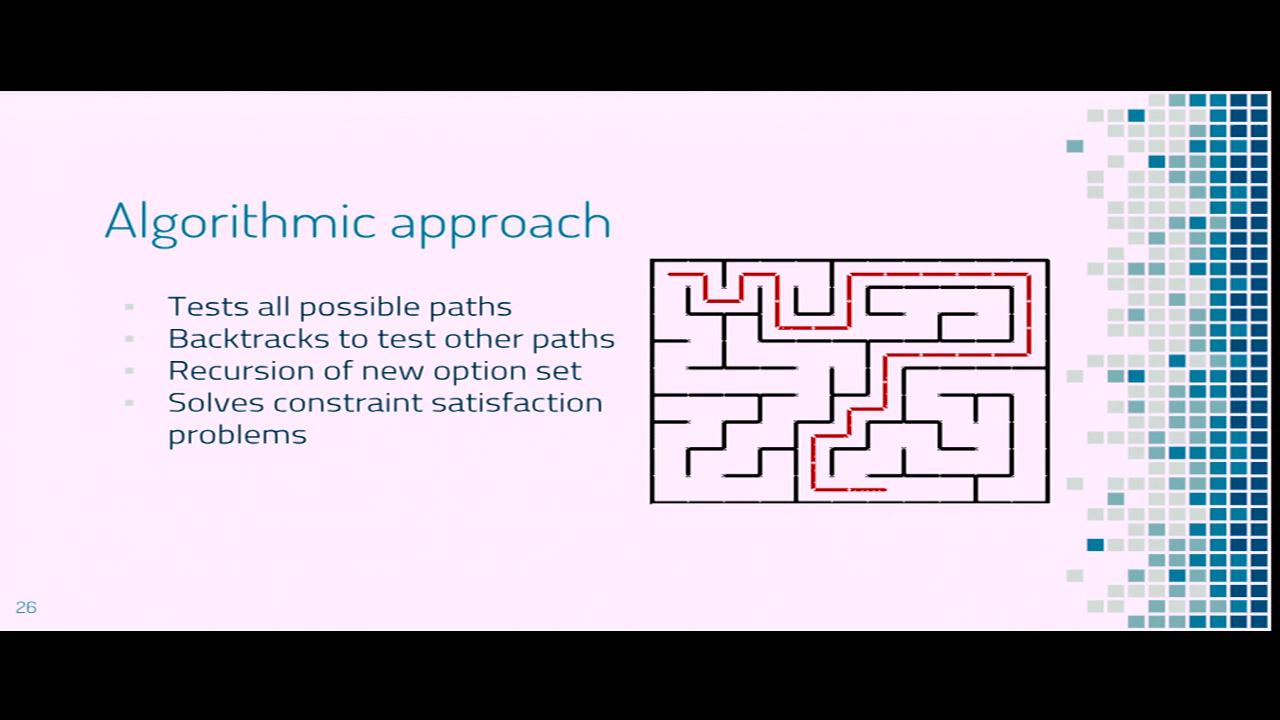 Algorithmic approach
Tests all possible paths
Backtracks to test other paths
Recursion of new option set
Solves constraint satisfaction
problems
26